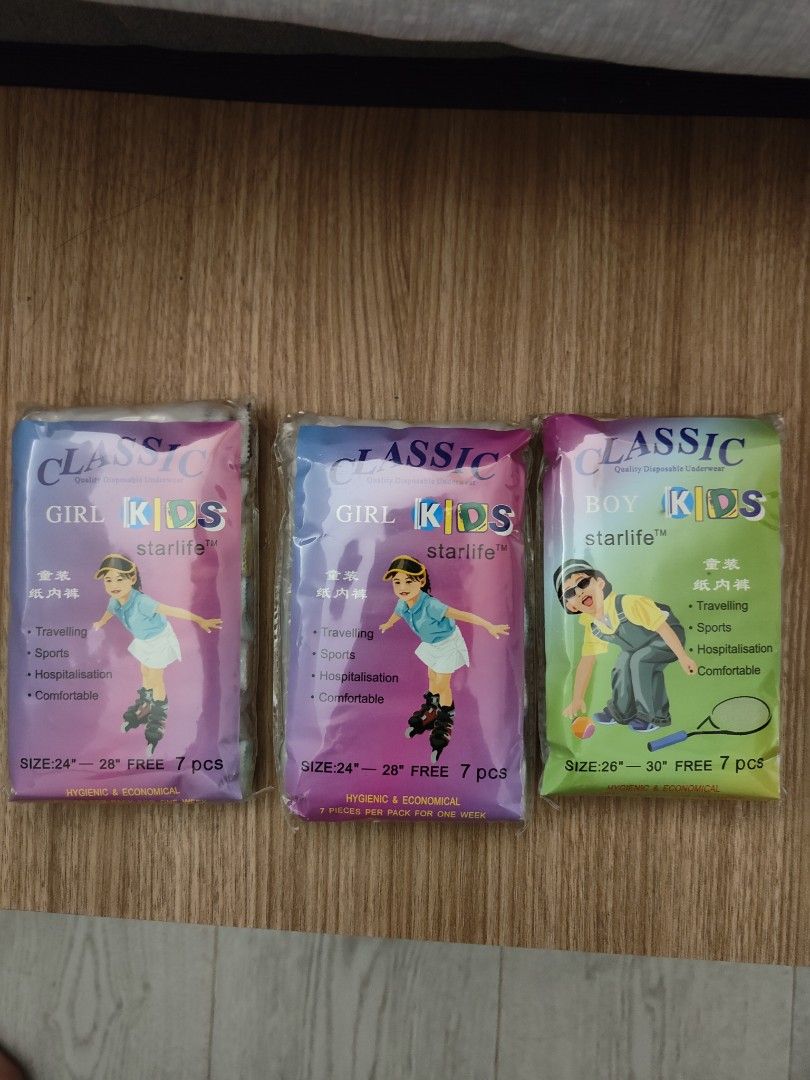 CLASSIC
Quality Disposable Underwear
GIRL KIDS
starlife™
童装
纸内裤
• Travelling
• Sports
• Hospitalisation
• Comfortable
SIZE:24"— 28" FREE 7 pcs
HYGIENIC & ECONOMICAL
ONE WEEK
CLASSIC
Quality Disposable Underwear
GIRL KIDS
starlife™
童装
纸内裤
• Travelling
• Sports
• Hospitalisation
• Comfortable
SIZE:24"— 28" FREE 7 pcs
HYGIENIC & ECONOMICAL
7 PIECES PER PACK FOR ONE WEEK
CLASSIC
Quality Disposable Underwear
BOY KIDS
starlife™
童装
纸内裤
• Travelling
• Sports
• Hospitalisation
• Comfortable
SIZE:26"— 30" FREE 7 pcs
HYGIENIC & ECONOMICAL